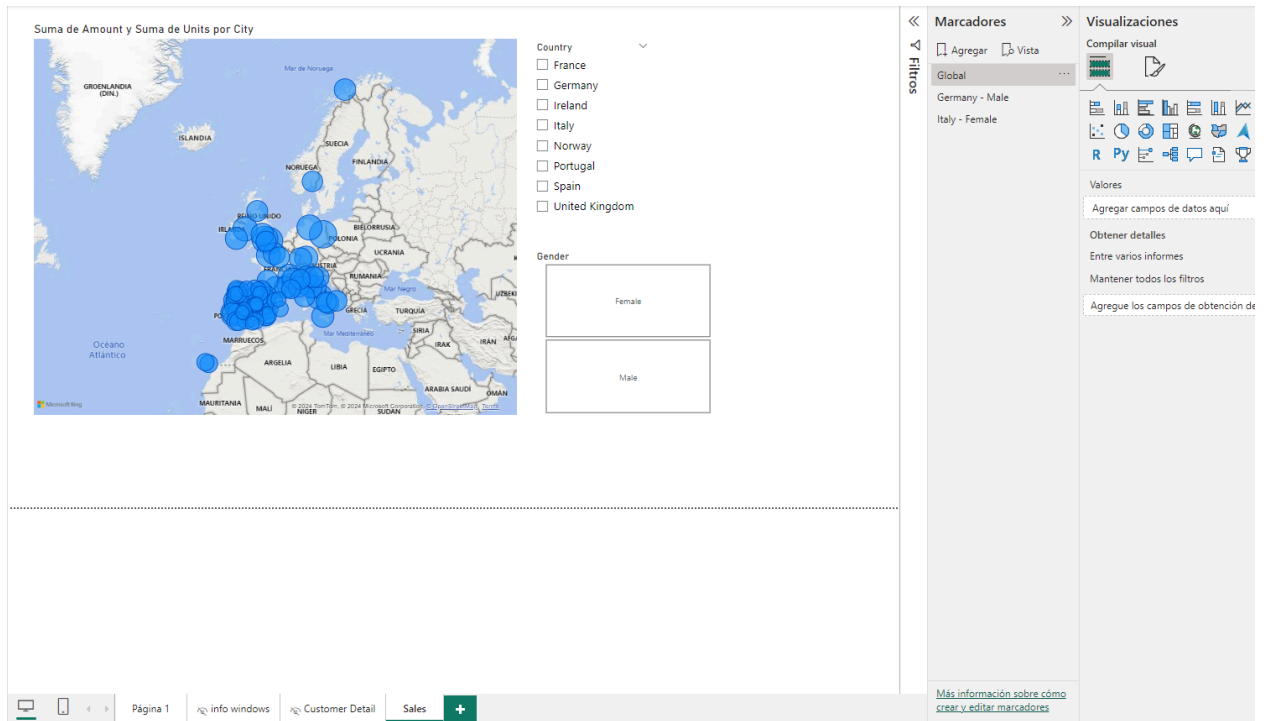 Suma de Amount y Suma de Units por City
Mar de Noruega
GROENLANDIA
(DIN.)
ISLANDIA
SUECIA
FINLANDIA
NORUEGA
REINO UNIDO
BIELORRUSIA
POLONIA
UCRANIA
RUMANIA
Mar Negro
GRECIA
TURQUÍA
Mar Mediterráneo
SIRIA
IRAK
IRÁN
Océano
Atlántico
MARRUECOS
ARGELIA
LIBIA
EGIPTO
ARABIA SAUDÍ
OMÁN
MAURITANIA
MALÍ
NÍGER
SUDÁN
Microsoft Bing
© 2024 TomTom, © 2024 Microsoft Corporation, © OpenStreetMap, Terms
Country
France
Germany
Ireland
Italy
Norway
Portugal
Spain
United Kingdom
Gender
Female
Male
Filtros
Marcadores
Agregar Vista
Global ...
Germany - Male
Italy - Female
Más información sobre cómo
crear y editar marcadores
Visualizaciones
Compilar visual
R Py
Valores
Agregar campos de datos aquí
Obtener detalles
Entre varios informes
Mantener todos los filtros
Agregue los campos de obtención de
Página 1 info windows Customer Detail Sales +